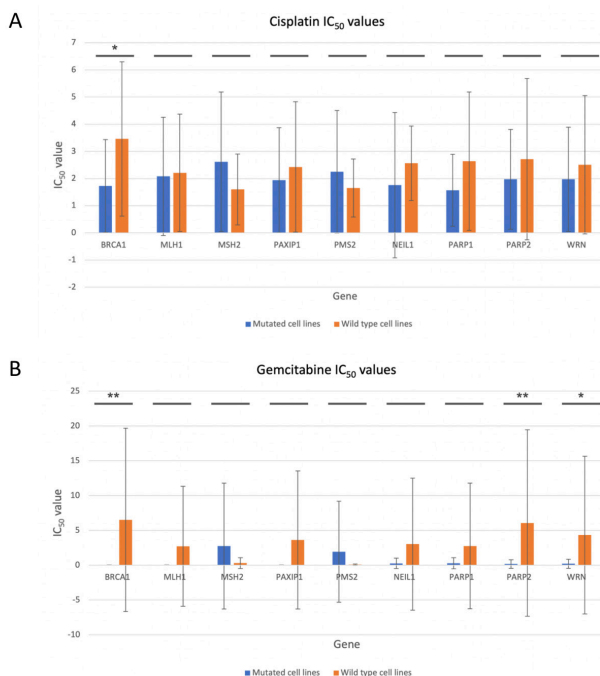 A
Cisplatin IC50 values
7
6
5
4
3
2
1
0
-1
-2
IC50 value
*
BRCA1 MLH1 MSH2 PAXIP1 PMS2 NEIL1 PARP1 PARP2 WRN
Gene
Mutated cell lines Wild type cell lines
B
Gemcitabine IC50 values
25
20
15
10
5
0
-5
-10
IC50 value
** ** *
BRCA1 MLH1 MSH2 PAXIP1 PMS2 NEIL1 PARP1 PARP2 WRN
Gene
Mutated cell lines Wild type cell lines